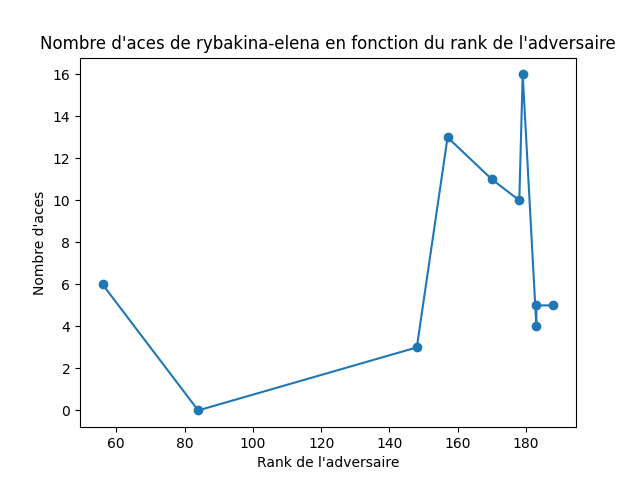 Nombre d'aces de rybakina-elena en fonction du rank de l'adversaire
16
14
12
10
8
6
4
2
0
Nombre d'aces
60 80 100 120 140 160 180
Rank de l'adversaire